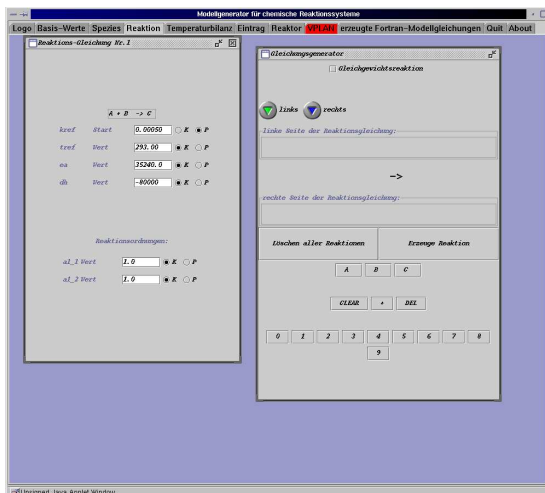 Modellgenerator für chemische Reaktionssysteme
Logo Basis-Werte Spezies Reaktion Temperaturbilanz Eintrag Reaktor VPLAN erzeugte Fortran-Modellgleichungen Quit About
Reaktions-Gleichung Nr.1
A + B -> C
kref Start 0.00050 K P
tref Wert 293.00 K P
ea Wert 35240.0 K P
dh Wert -80000 K P
Reaktionsordnungen:
al_1 Wert 1.0 K P
al_2 Wert 1.0 K P
Gleichungsgenerator
Gleichgewichtsreaktion
links rechts
linke Seite der Reaktionsgleichung:
->
rechte Seite der Reaktionsgleichung:
Löschen aller Reaktionen Erzeuge Reaktion
A B C
CLEAR + DEL
0 1 2 3 4 5 6 7 8
9
Unsigned Java Applet Window